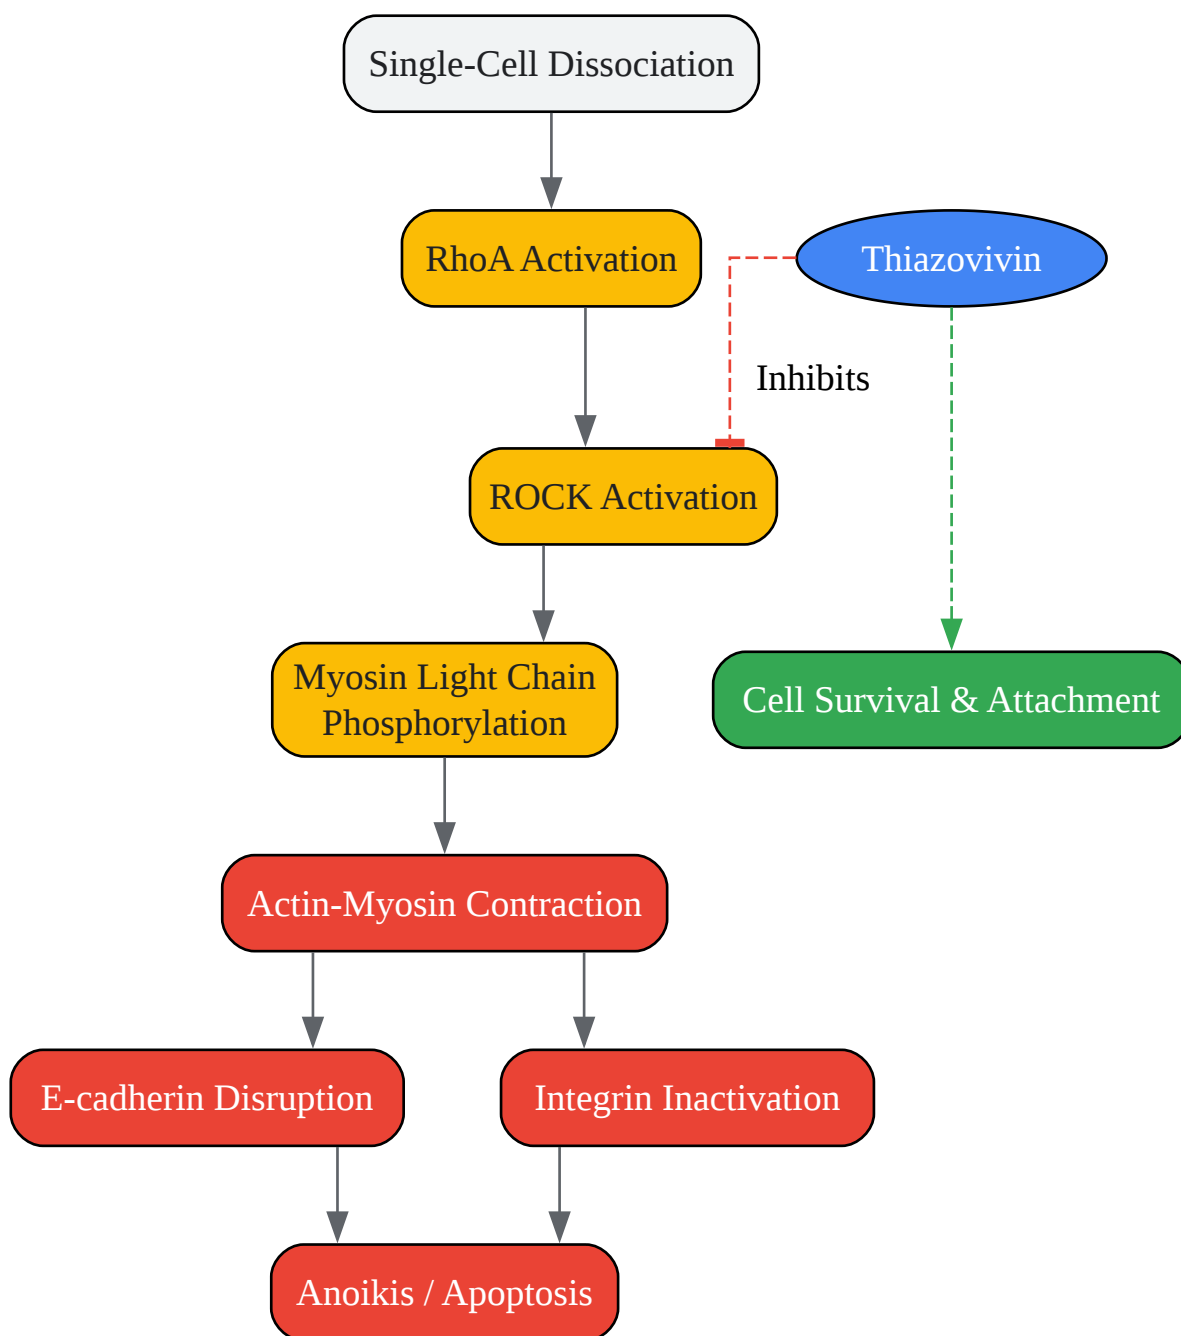 Single-Cell Dissociation
RhoA Activation
Thiazovivin
Inhibits
ROCK Activation
Myosin Light Chain
Phosphorylation
Cell Survival & Attachment
Actin-Myosin Contraction
E-cadherin Disruption
Integrin Inactivation
Anoikis / Apoptosis